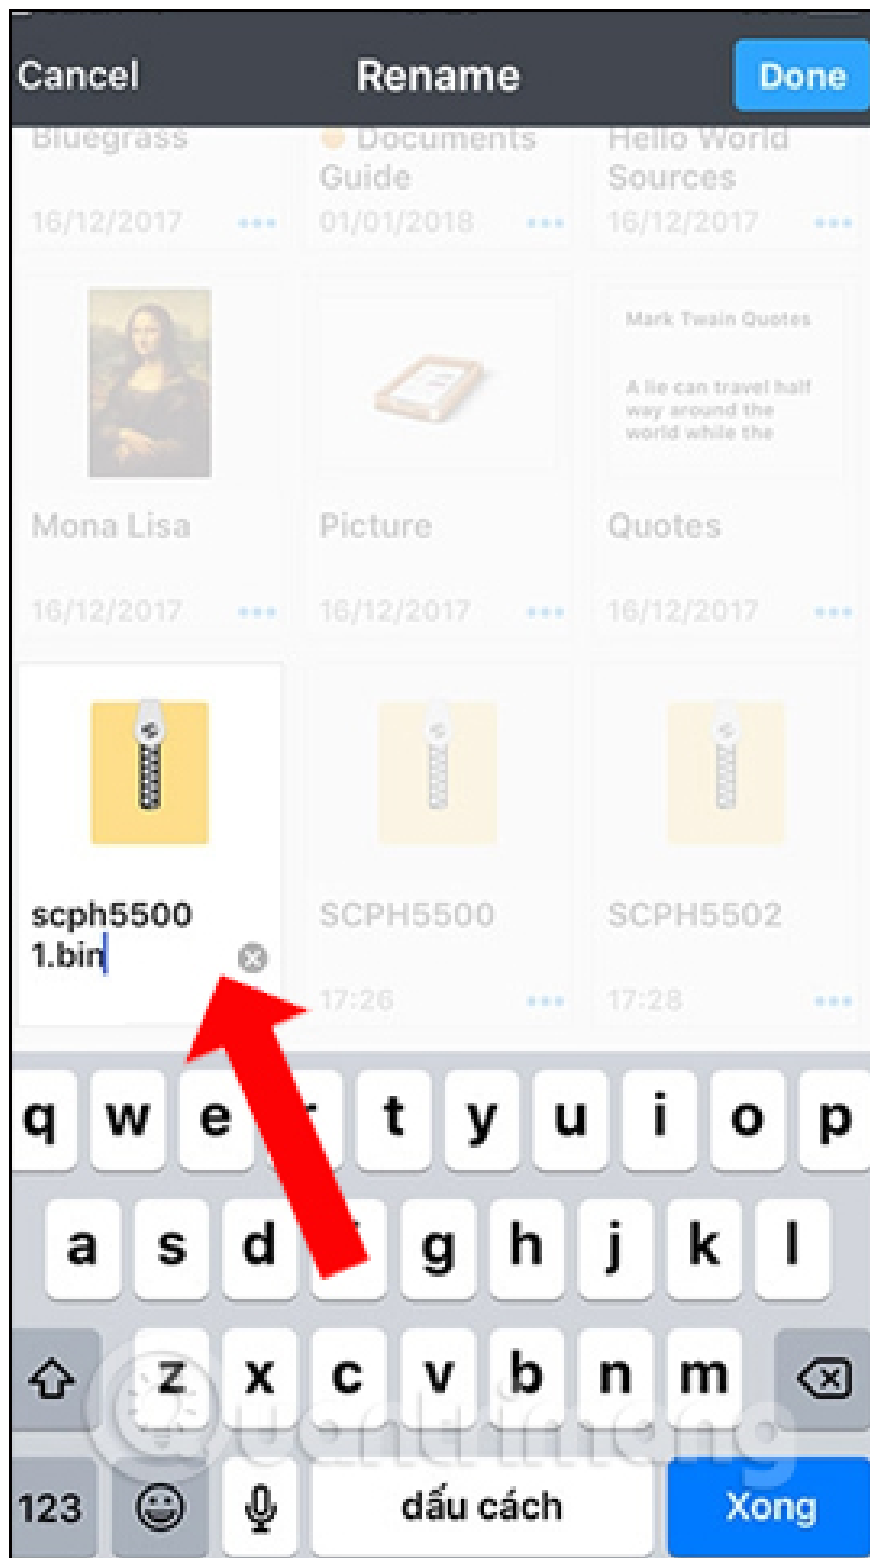 Cancel
Rename
Done
Bluegrass
Documents
Guide
Hello World
Sources
16/12/2017
01/01/2018
16/12/2017
Mark Twain Quotes
A lie can travel half
way around the
world while the
Mona Lisa
Picture
Quotes
16/12/2017
16/12/2017
16/12/2017
scph5500
1.bin
SCPH5500
SCPH5502
17:26
17:28
q w e r t y u i o p
a s d g h j k l
z x c v b n m
Quantrimang
123
dấu cách
Xong